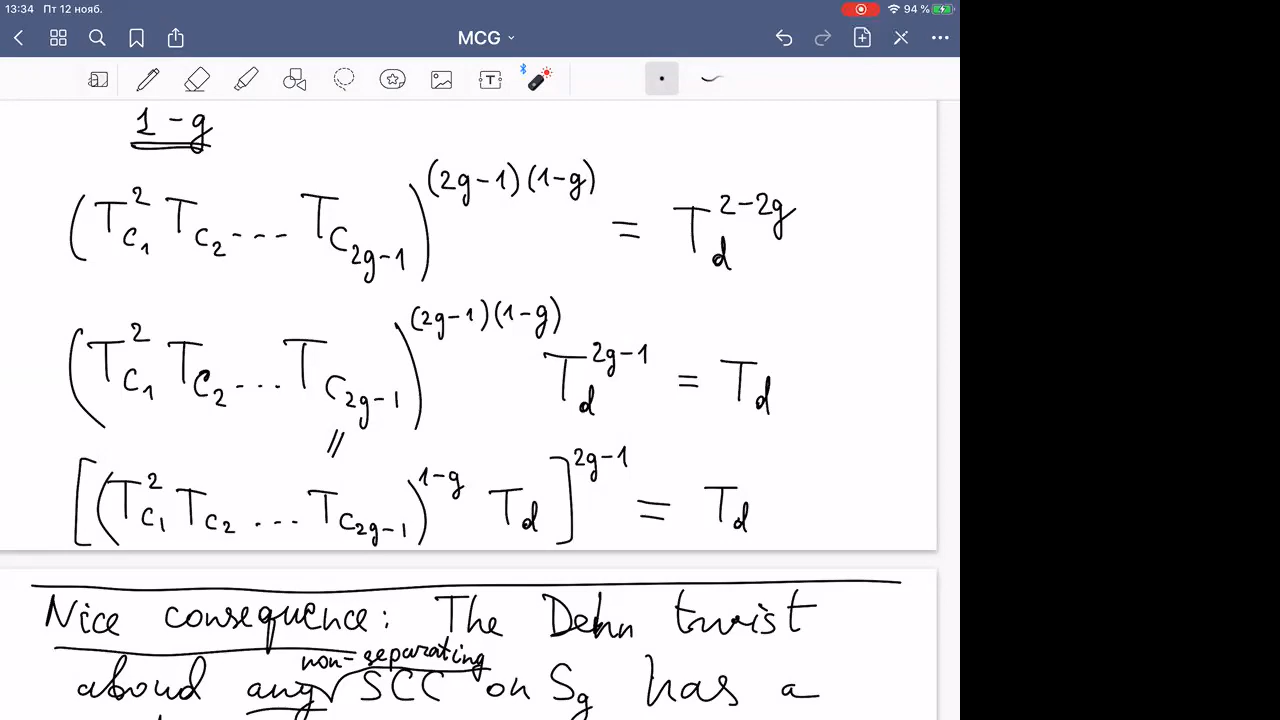 13:34 Пт 12 нояб. 94 %
MCG
1-g
(T_{c_1}^2 T_{c_2} ---- T_{c_{2g-1}})^{(2g-1)(1-g)} = T_d^{2-2g}
(T_{c_1}^2 T_{c_2} ... T_{c_{2g-1}})^{(2g-1)(1-g)} T_d^{2g-1} = T_d
//
[(T_{c_1}^2 T_{c_2} ... T_{c_{2g-1}})^{1-g} T_d]^{2g-1} = T_d
Nice consequence: The Dehn twist
non-separating
about any √ SCC on S_g has a